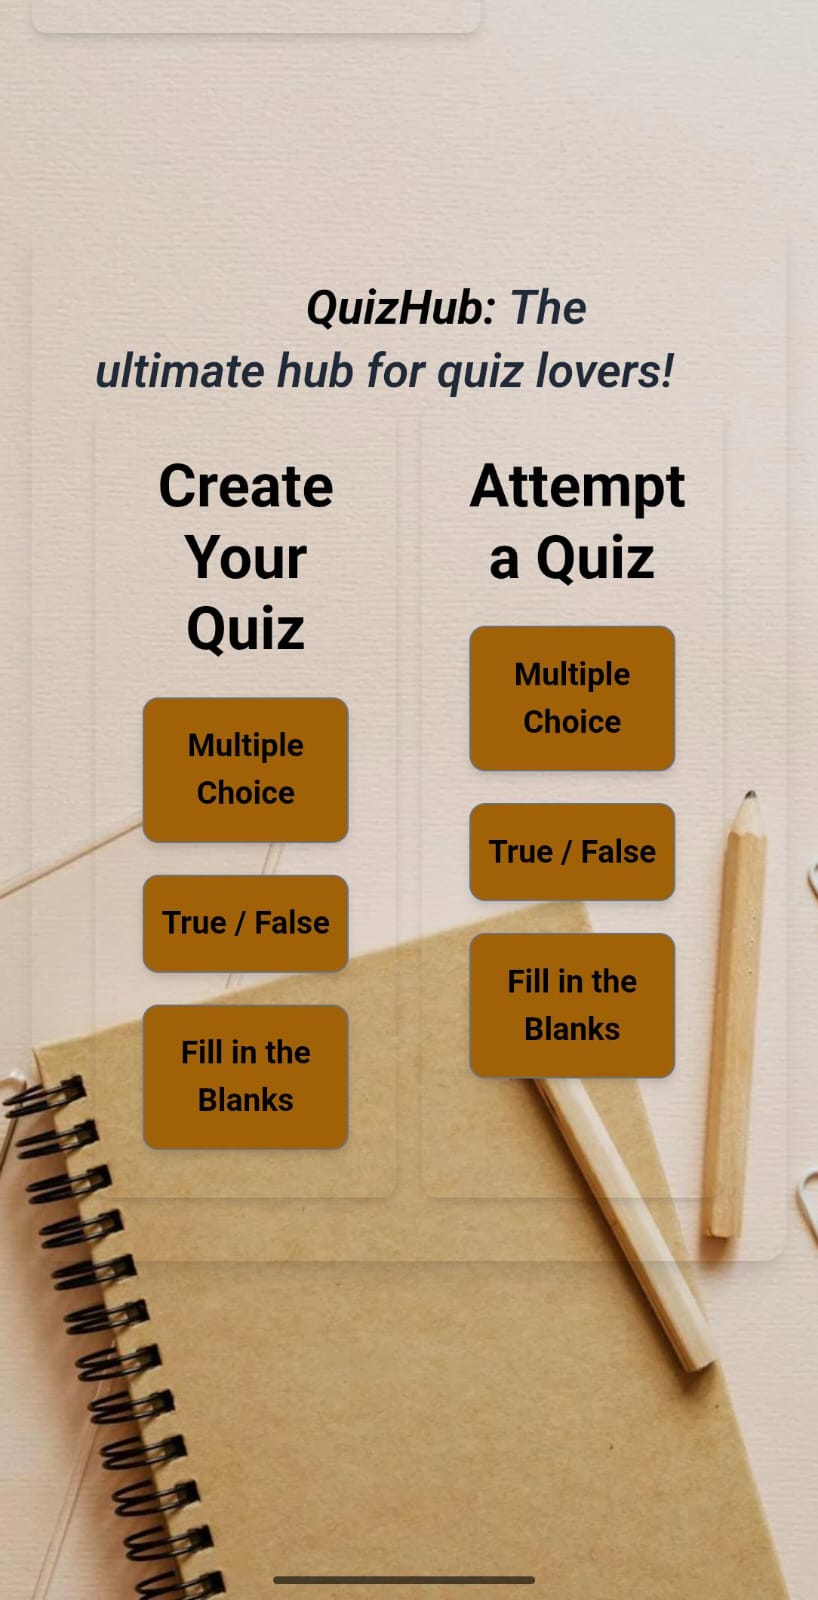 QuizHub: The
ultimate hub for quiz lovers!
Create
Your
Quiz
Multiple
Choice
True / False
Fill in the
Blanks
Attempt
a Quiz
Multiple
Choice
True / False
Fill in the
Blanks